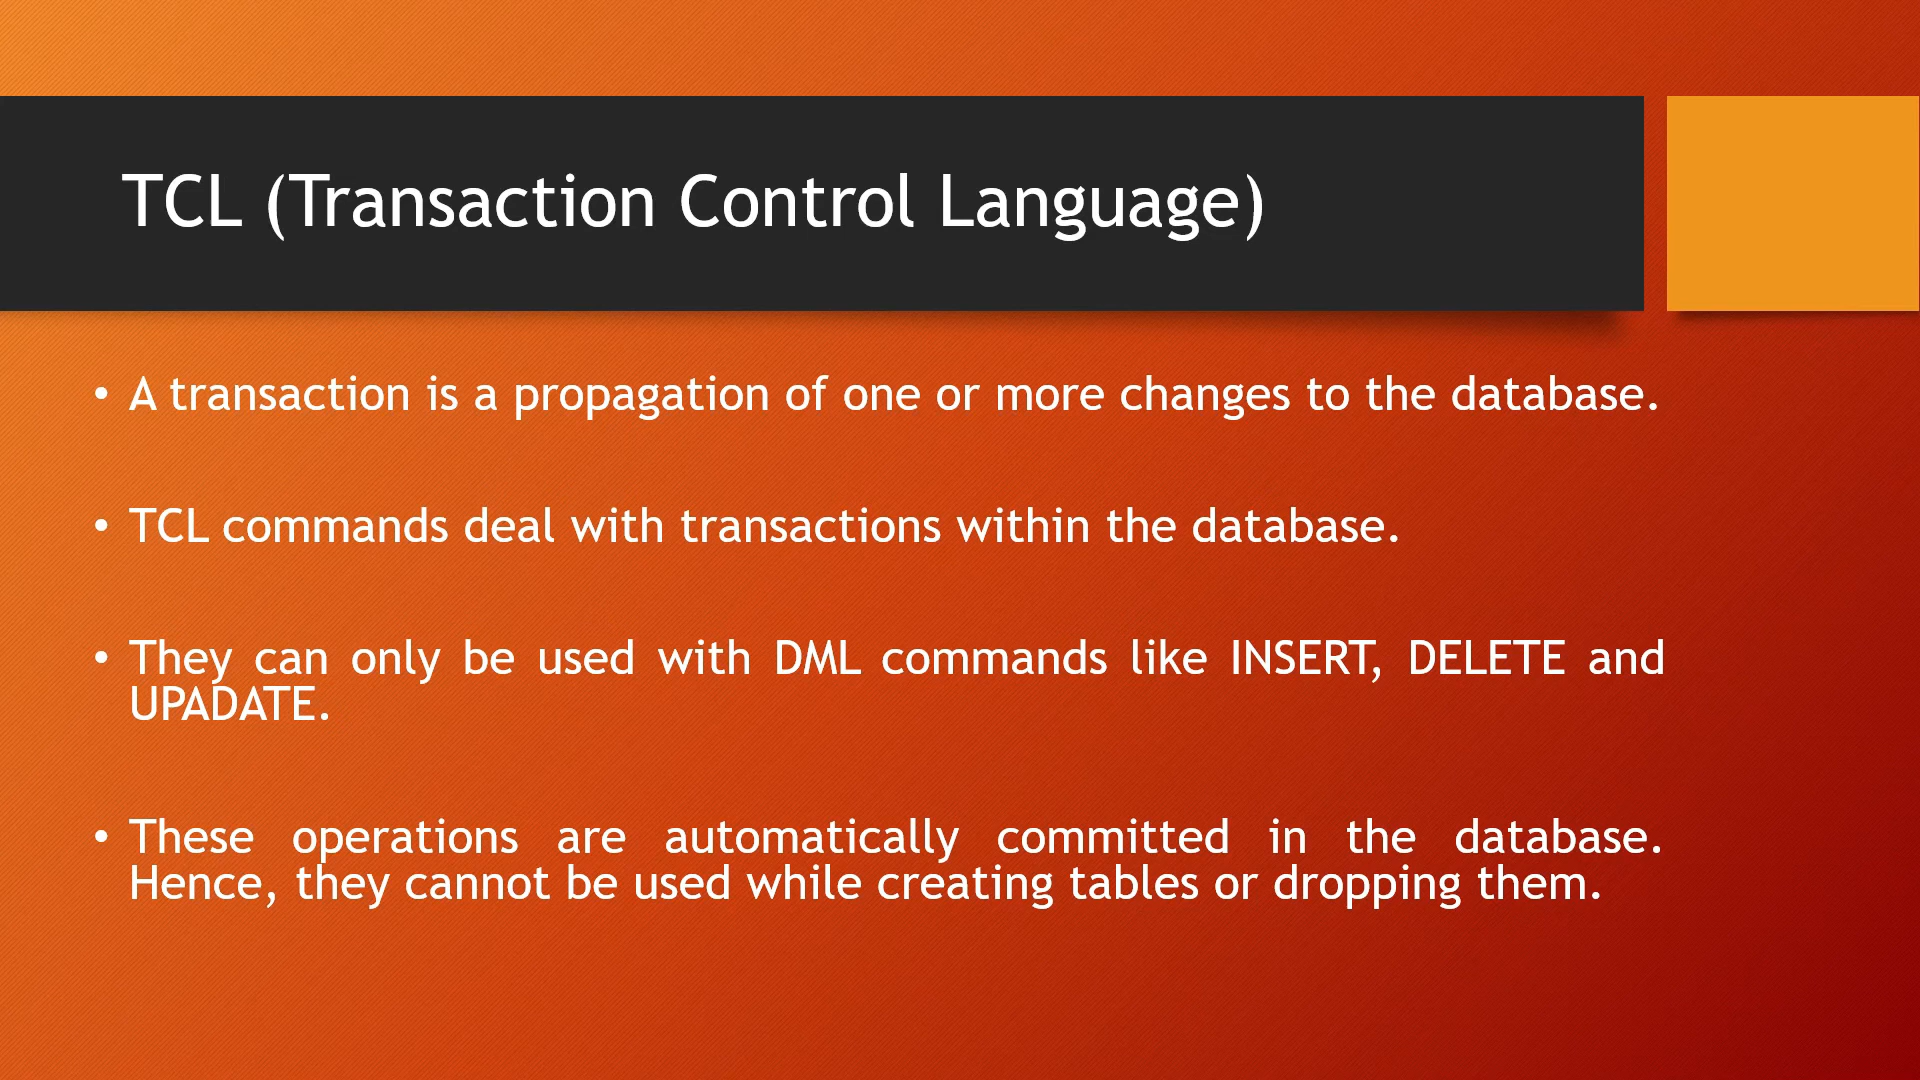 TCL (Transaction Control Language)
• A transaction is a propagation of one or more changes to the database.
• TCL commands deal with transactions within the database.
• They can only be used with DML commands like INSERT, DELETE and
UPADATE.
• These operations are automatically committed in the database.
Hence, they cannot be used while creating tables or dropping them.